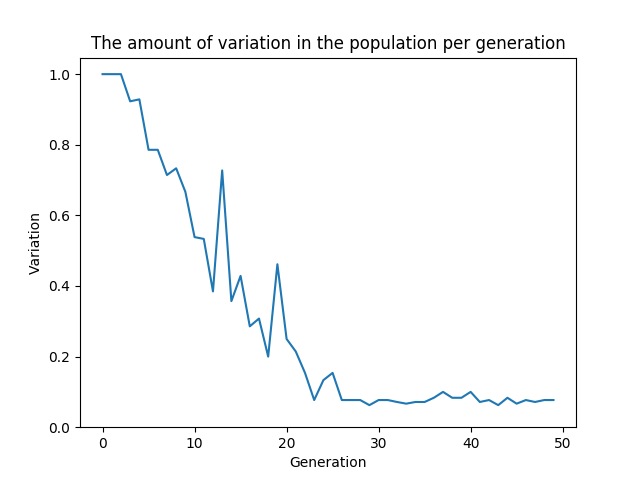 The amount of variation in the population per generation
1.0
0.8
0.6
0.4
0.2
0.0
Variation
0 10 20 30 40 50
Generation